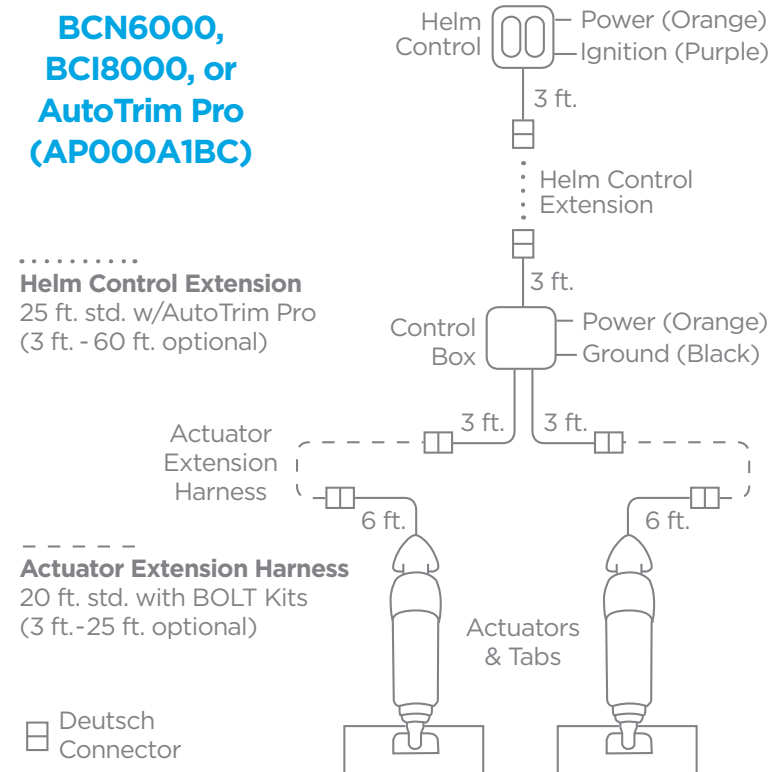 BCN6000,
BCI8000, or
AutoTrim Pro
(AP000A1BC)
Helm
Control
Power (Orange)
Ignition (Purple)
3 ft.
Helm Control
Extension
3 ft.
Helm Control Extension
25 ft. std. w/AutoTrim Pro
(3 ft. - 60 ft. optional)
Control
Box
Power (Orange)
Ground (Black)
3 ft.
3 ft.
Actuator
Extension
Harness
6 ft.
6 ft.
Actuator Extension Harness
20 ft. std. with BOLT Kits
(3 ft.-25 ft. optional)
Actuators
& Tabs
Deutsch
Connector